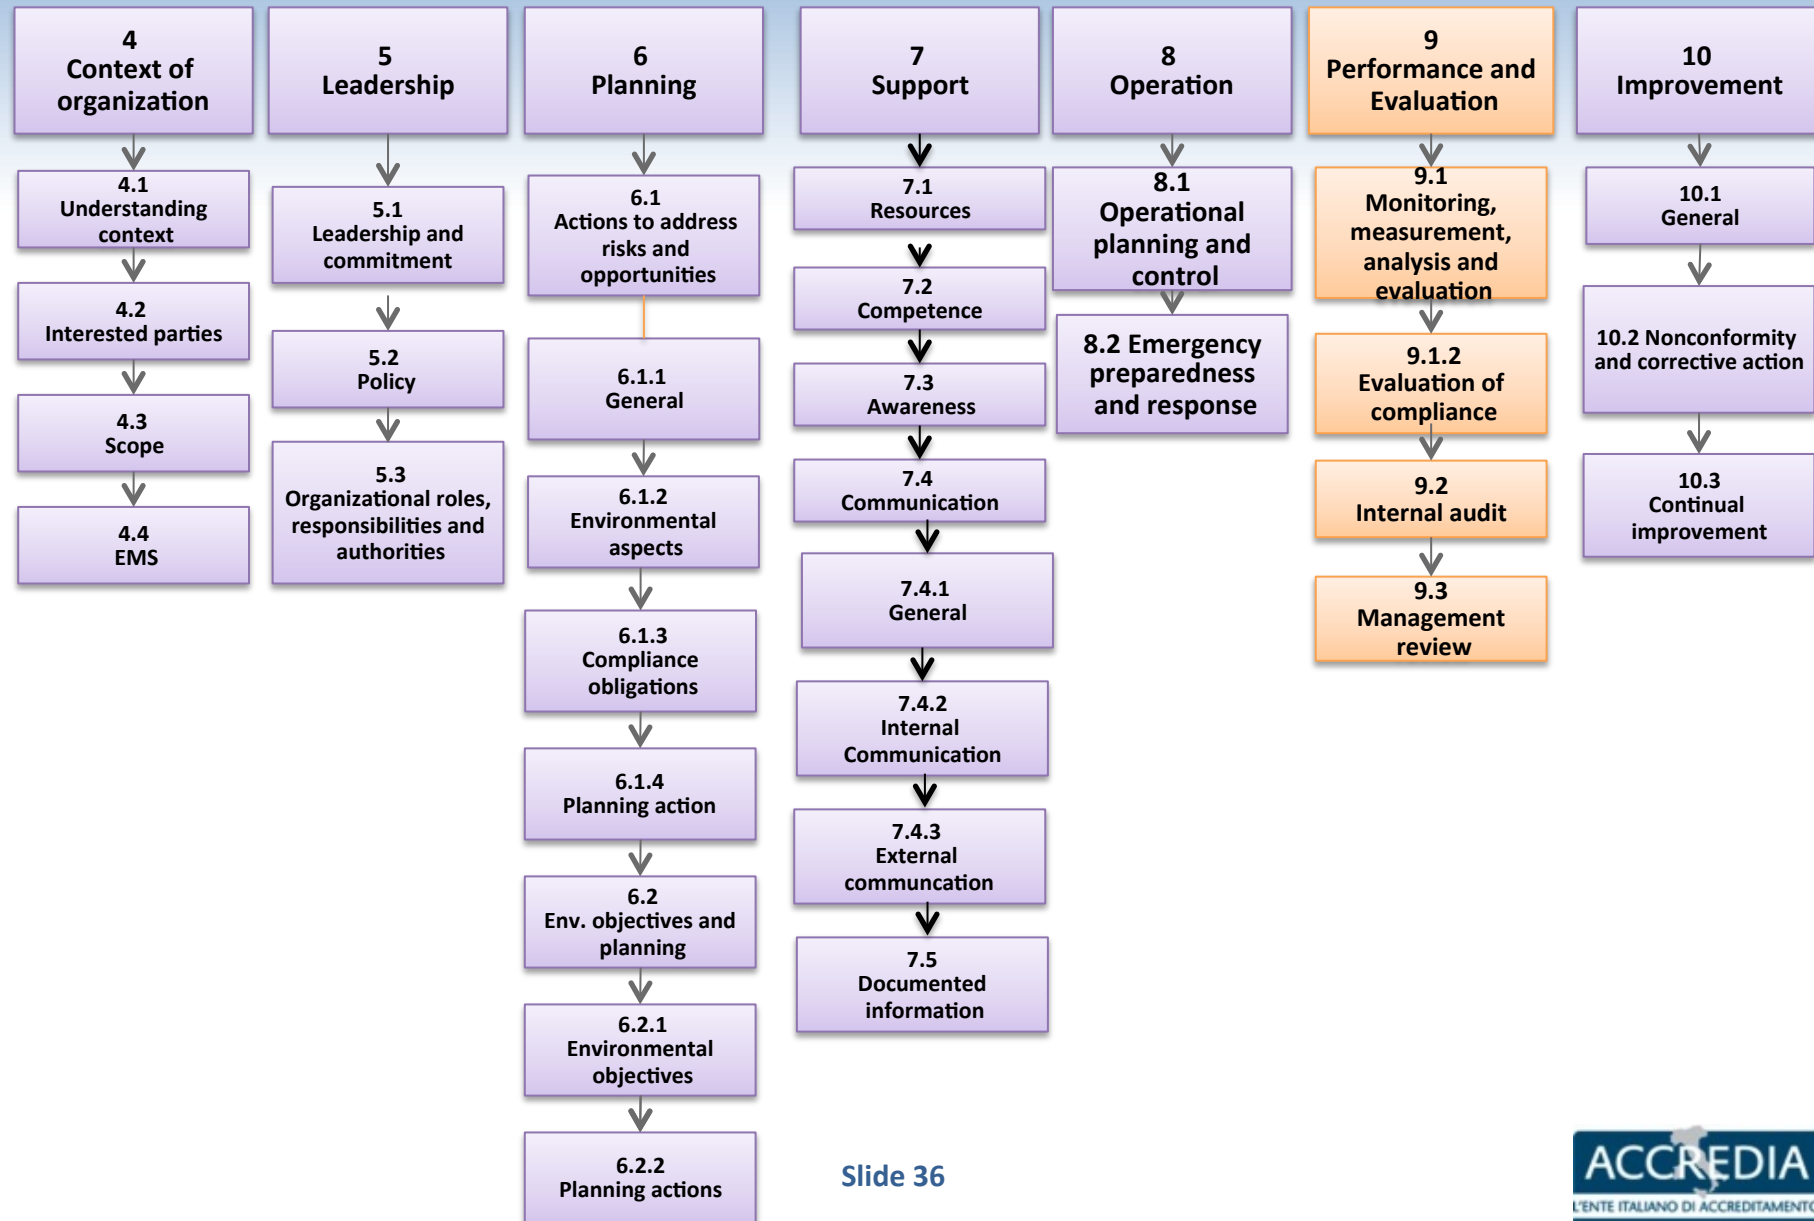 4
Context of
organization
4.1
Understanding
context
4.2
Interested parties
4.3
Scope
4.4
EMS
5
Leadership
5.1
Leadership and
commitment
5.2
Policy
5.3
Organizational roles,
responsibilities and
authorities
6
Planning
6.1
Actions to address
risks and
opportunities
6.1.1
General
6.1.2
Environmental
aspects
6.1.3
Compliance
obligations
6.1.4
Planning action
6.2
Env. objectives and
planning
6.2.1
Environmental
objectives
6.2.2
Planning actions
7
Support
7.1
Resources
7.2
Competence
7.3
Awareness
7.4
Communication
7.4.1
General
7.4.2
Internal
Communication
7.4.3
External
communcation
7.5
Documented
information
8
Operation
8.1
Operational
planning and
control
8.2 Emergency
preparedness
and response
9
Performance and
Evaluation
9.1
Monitoring,
measurement,
analysis and
evaluation
9.1.2
Evaluation of
compliance
9.2
Internal audit
9.3
Management
review
10
Improvement
10.1
General
10.2 Nonconformity
and corrective action
10.3
Continual
improvement
Slide 36
ACCREDIA
L'ENTE ITALIANO DI ACCREDITAMENTO